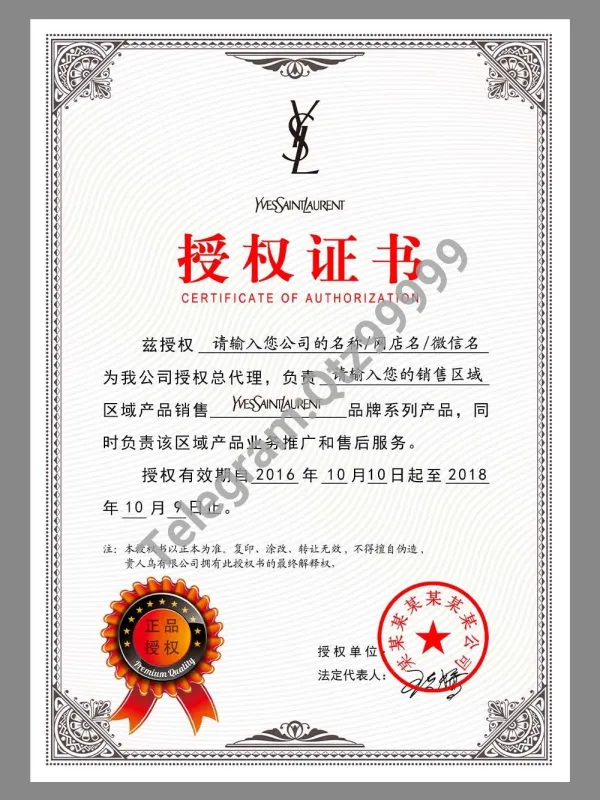 YSL
YVESSAINTLAURENT
授权证书
CERTIFICATE OF AUTHORIZATION
兹授权 请输入您公司的名称/网店名/微信名
为我公司授权总代理，负责 请输入您的销售区域
区域产品销售 YVESSAINTLAURENT 品牌系列产品，同
时负责该区域产品业务推广和售后服务。
授权有效期自 2016 年 10 月 10 日起至 2018
年 10 月 9 日止。
注：本授权书以正本为准，复印、涂改、转让无效，不得擅自伪造，
贵人鸟有限公司拥有此授权书的最终解释权。
正品
授权
Premium Quality
授权单位：
法定代表人：
某某某某某某某公司
Telegram:Qtz99999